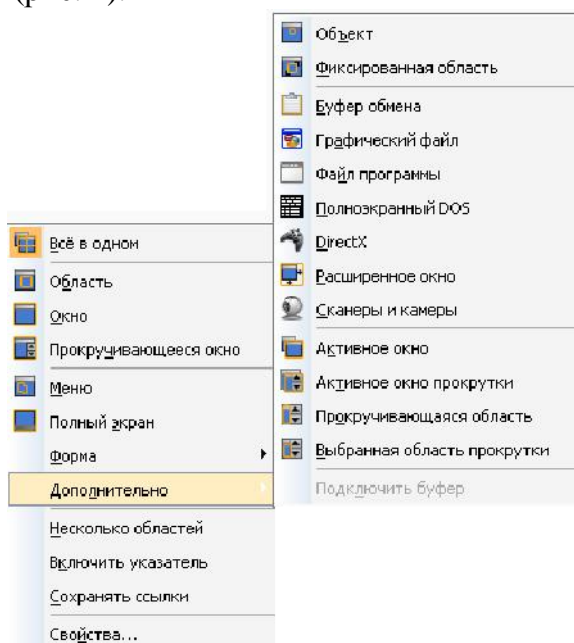 Объект
Фиксированная область
Буфер обмена
Графический файл
Файл программы
Полноэкранный DOS
DirectX
Расширенное окно
Сканеры и камеры
Активное окно
Активное окно прокрутки
Прокручивающаяся область
Выбранная область прокрутки
Подключить буфер
Всё в одном
Область
Окно
Прокручивающееся окно
Меню
Полный экран
Форма
Дополнительно
Несколько областей
Включить указатель
Сохранять ссылки
Свойства...